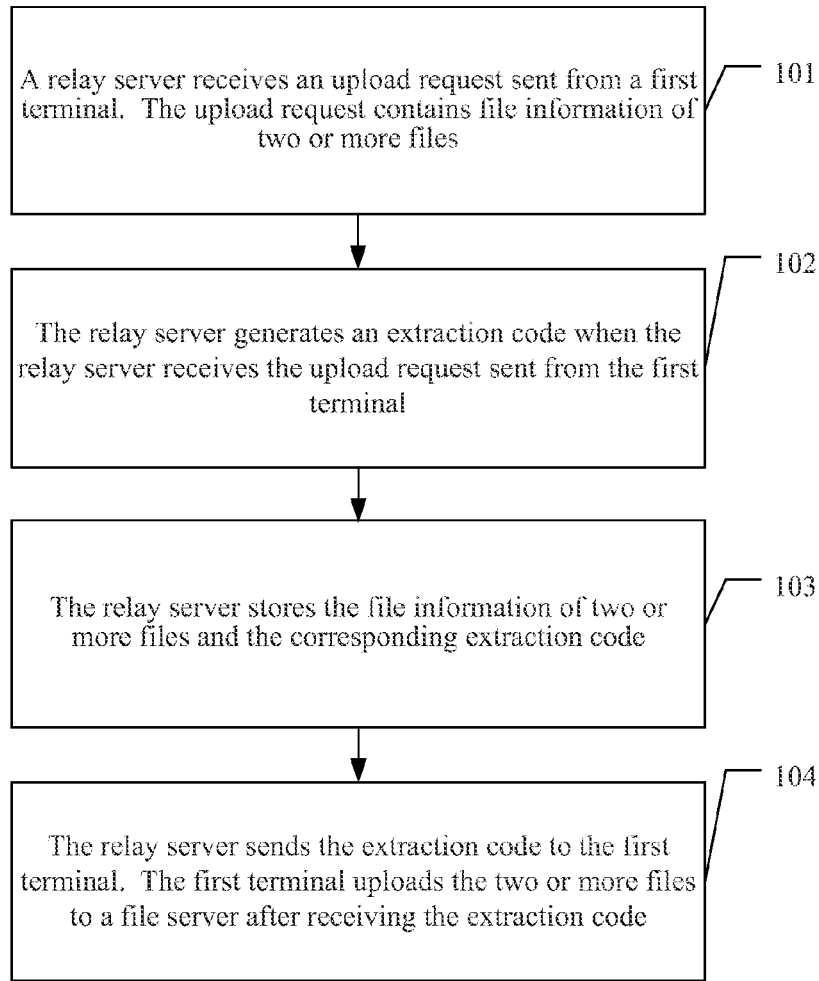 A relay server receives an upload request sent from a first
terminal. The upload request contains file information of
two or more files
101
The relay server generates an extraction code when the
relay server receives the upload request sent from the first
terminal
102
The relay server stores the file information of two or
more files and the corresponding extraction code
103
The relay server sends the extraction code to the first
terminal. The first terminal uploads the two or more files
to a file server after receiving the extraction code
104